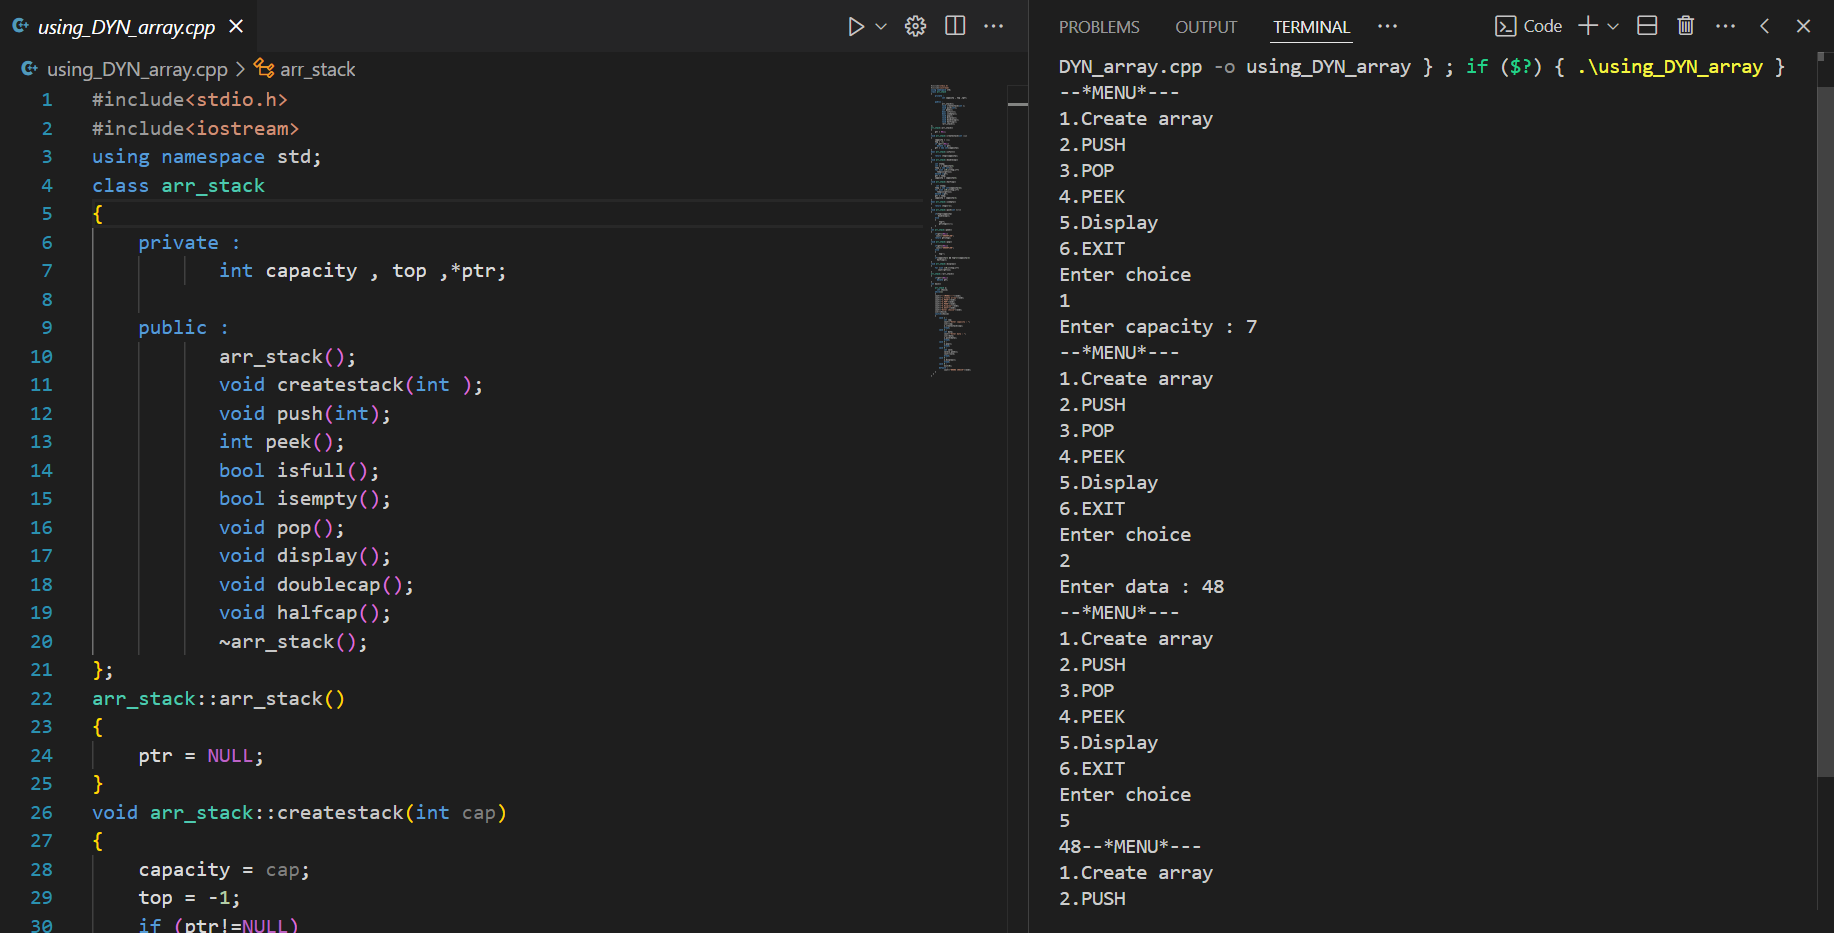 using_DYN_array.cpp
using_DYN_array.cpp > arr_stack
1 #include<stdio.h>
2 #include<iostream>
3 using namespace std;
4 class arr_stack
5 {
6 private :
7 int capacity , top ,*ptr;
8
9 public :
10 arr_stack();
11 void createstack(int );
12 void push(int);
13 int peek();
14 bool isfull();
15 bool isempty();
16 void pop();
17 void display();
18 void doublecap();
19 void halfcap();
20 ~arr_stack();
21 };
22 arr_stack::arr_stack()
23 {
24 ptr = NULL;
25 }
26 void arr_stack::createstack(int cap)
27 {
28 capacity = cap;
29 top = -1;
30 if (ptr!=NULL)
PROBLEMS OUTPUT TERMINAL ··· Code
DYN_array.cpp -o using_DYN_array } ; if ($?) { .\using_DYN_array }
--*MENU*---
1.Create array
2.PUSH
3.POP
4.PEEK
5.Display
6.EXIT
Enter choice
1
Enter capacity : 7
--*MENU*---
1.Create array
2.PUSH
3.POP
4.PEEK
5.Display
6.EXIT
Enter choice
2
Enter data : 48
--*MENU*---
1.Create array
2.PUSH
3.POP
4.PEEK
5.Display
6.EXIT
Enter choice
5
48--*MENU*---
1.Create array
2.PUSH